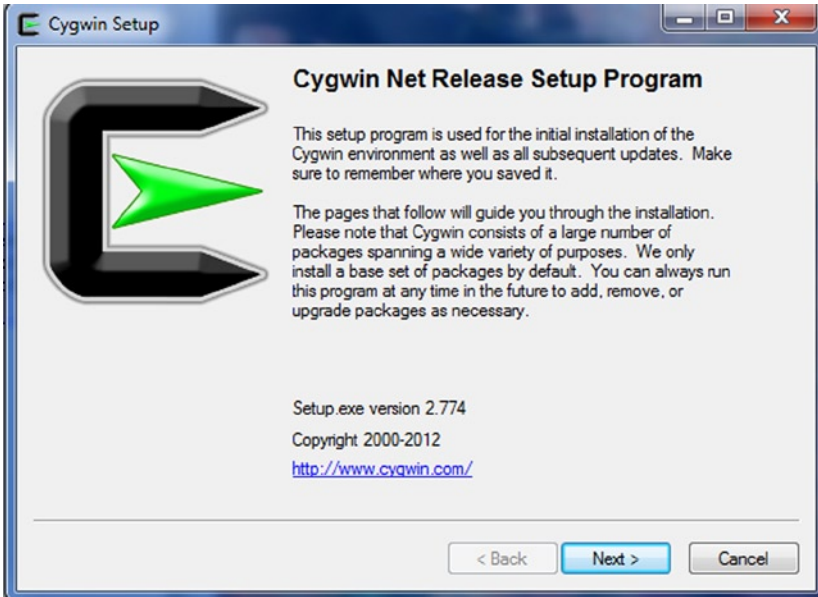 Cygwin Setup
Cygwin Net Release Setup Program
This setup program is used for the initial installation of the
Cygwin environment as well as all subsequent updates.  Make
sure to remember where you saved it.
The pages that follow will guide you through the installation.
Please note that Cygwin consists of a large number of
packages spanning a wide variety of purposes.  We only
install a base set of packages by default.  You can always run
this program at any time in the future to add, remove, or
upgrade packages as necessary.
Setup.exe version 2.774
Copyright 2000-2012
http://www.cygwin.com/
< Back
Next >
Cancel